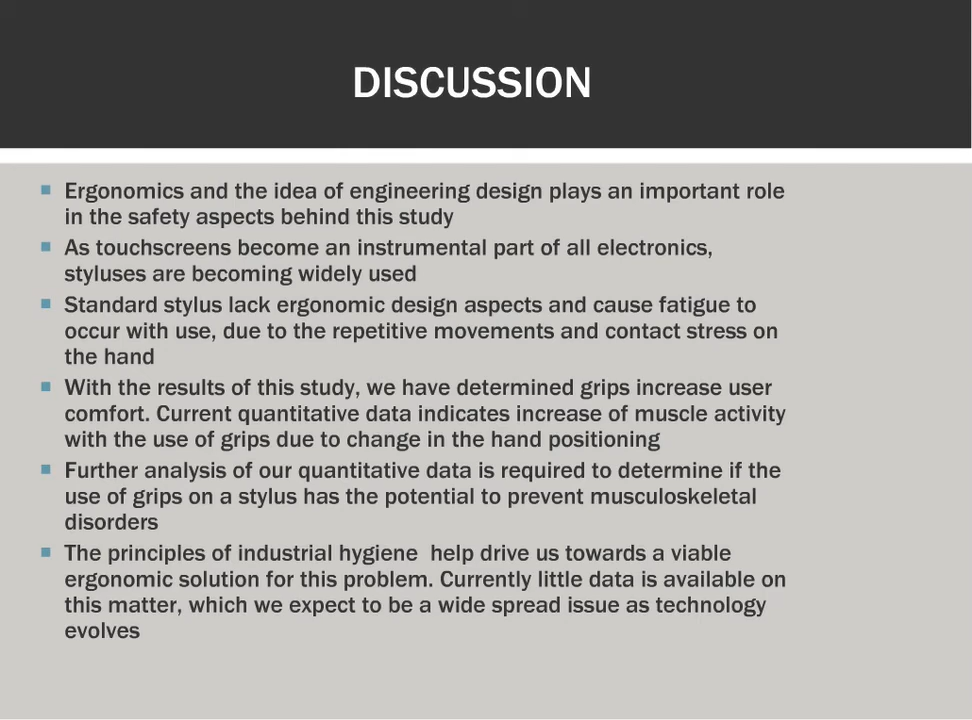 DISCUSSION
Ergonomics and the idea of engineering design plays an important role
in the safety aspects behind this study
As touchscreens become an instrumental part of all electronics,
styluses are becoming widely used
Standard stylus lack ergonomic design aspects and cause fatigue to
occur with use, due to the repetitive movements and contact stress on
the hand
With the results of this study, we have determined grips increase user
comfort. Current quantitative data indicates increase of muscle activity
with the use of grips due to change in the hand positioning
Further analysis of our quantitative data is required to determine if the
use of grips on a stylus has the potential to prevent musculoskeletal
disorders
The principles of industrial hygiene  help drive us towards a viable
ergonomic solution for this problem. Currently little data is available on
this matter, which we expect to be a wide spread issue as technology
evolves